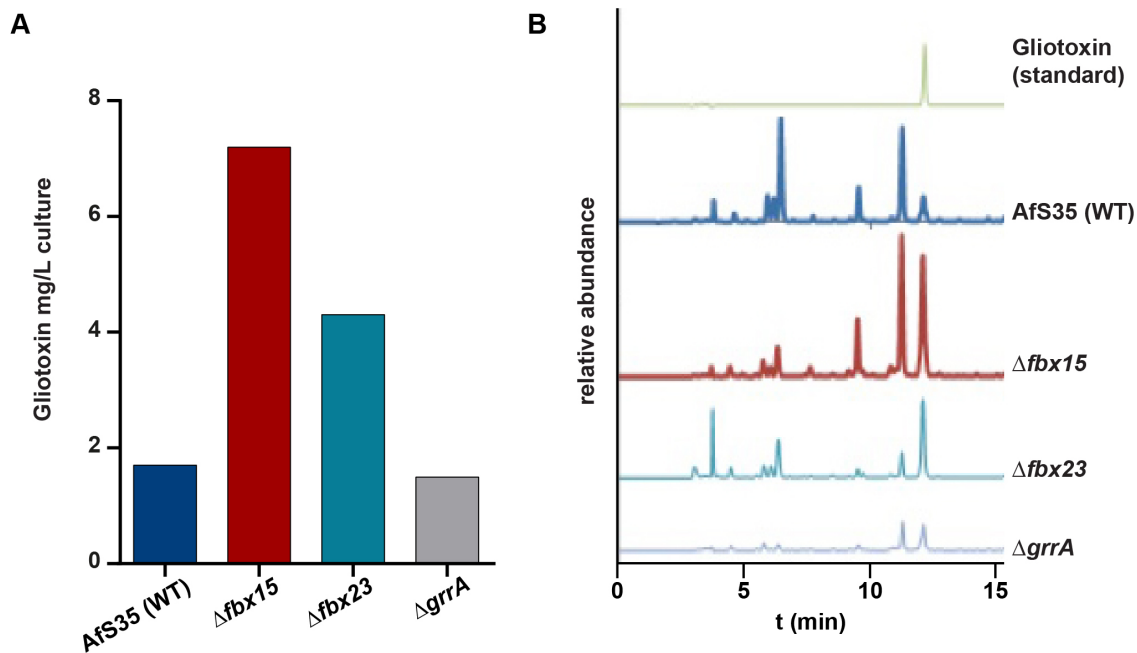 A
Gliotoxin mg/L culture
8
6
4
2
0
AfS35 (WT)
Δfbx15
Δfbx23
ΔgrrA
B
relative abundance
Gliotoxin
(standard)
AfS35 (WT)
Δfbx15
Δfbx23
ΔgrrA
0
5
10
15
t (min)